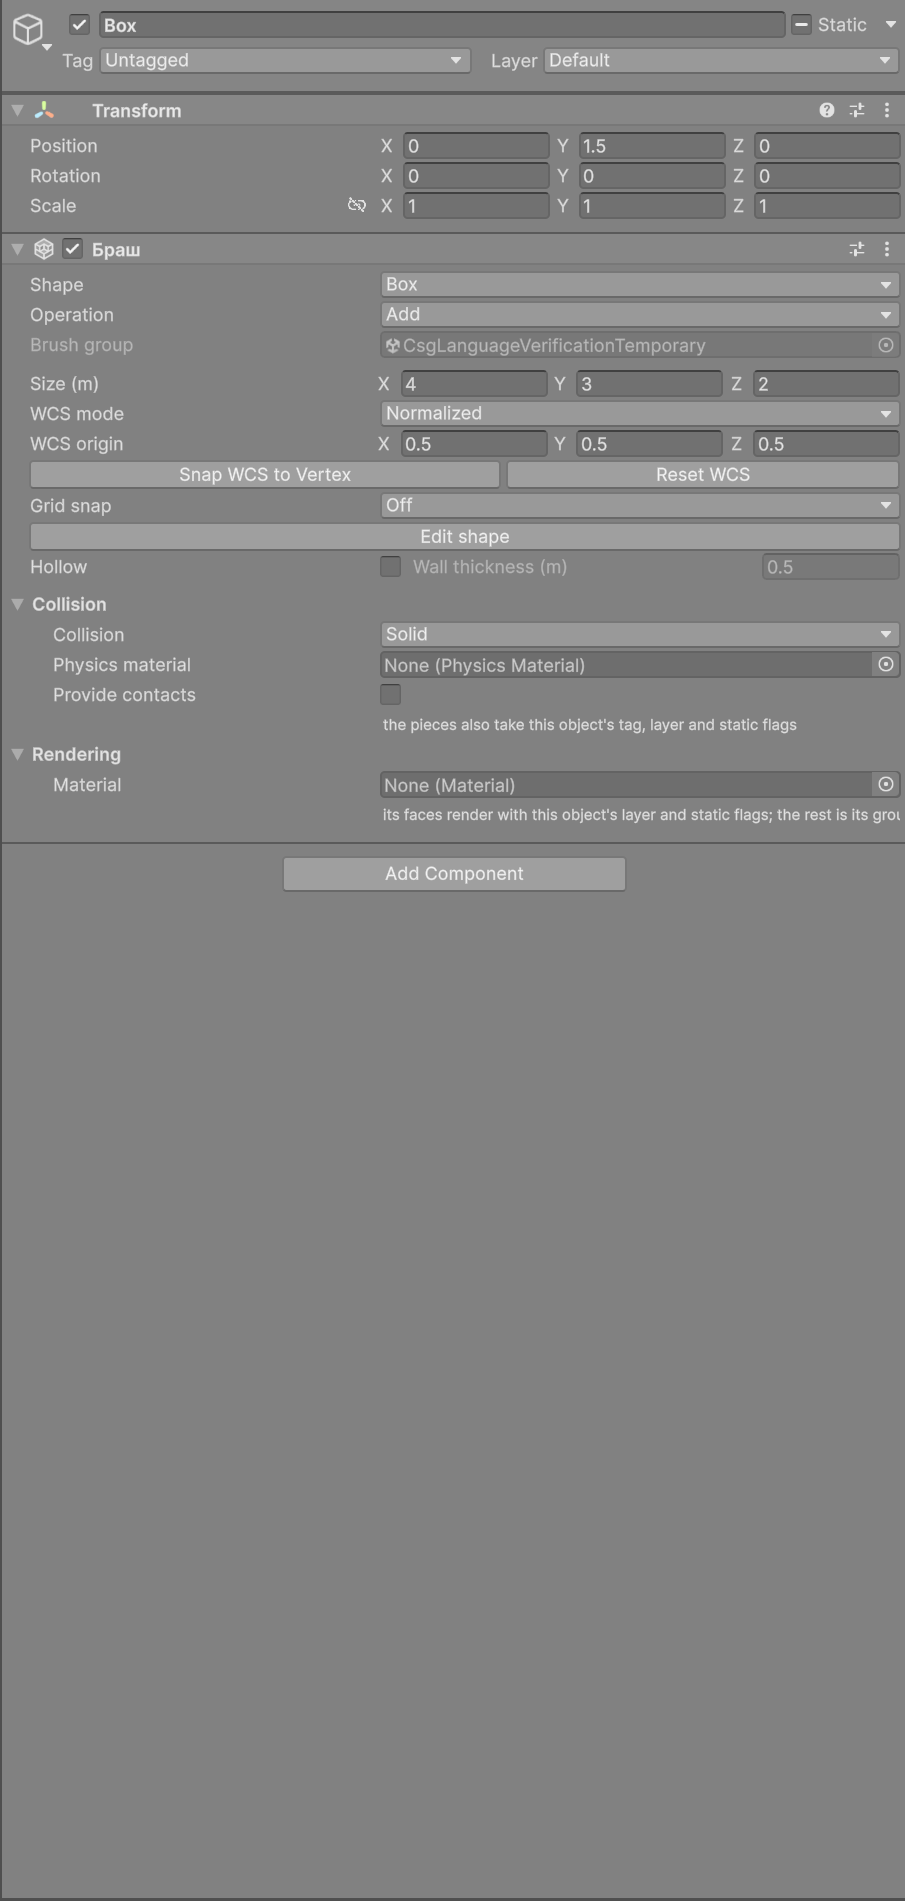 Box
Static
Tag Untagged Layer Default
Transform
Position X 0 Y 1.5 Z 0
Rotation X 0 Y 0 Z 0
Scale X 1 Y 1 Z 1
Браш
Shape Box
Operation Add
Brush group CsgLanguageVerificationTemporary
Size (m) X 4 Y 3 Z 2
WCS mode Normalized
WCS origin X 0.5 Y 0.5 Z 0.5
Snap WCS to Vertex Reset WCS
Grid snap Off
Edit shape
Hollow Wall thickness (m) 0.5
Collision
Collision Solid
Physics material None (Physics Material)
Provide contacts
the pieces also take this object's tag, layer and static flags
Rendering
Material None (Material)
its faces render with this object's layer and static flags; the rest is its grou
Add Component